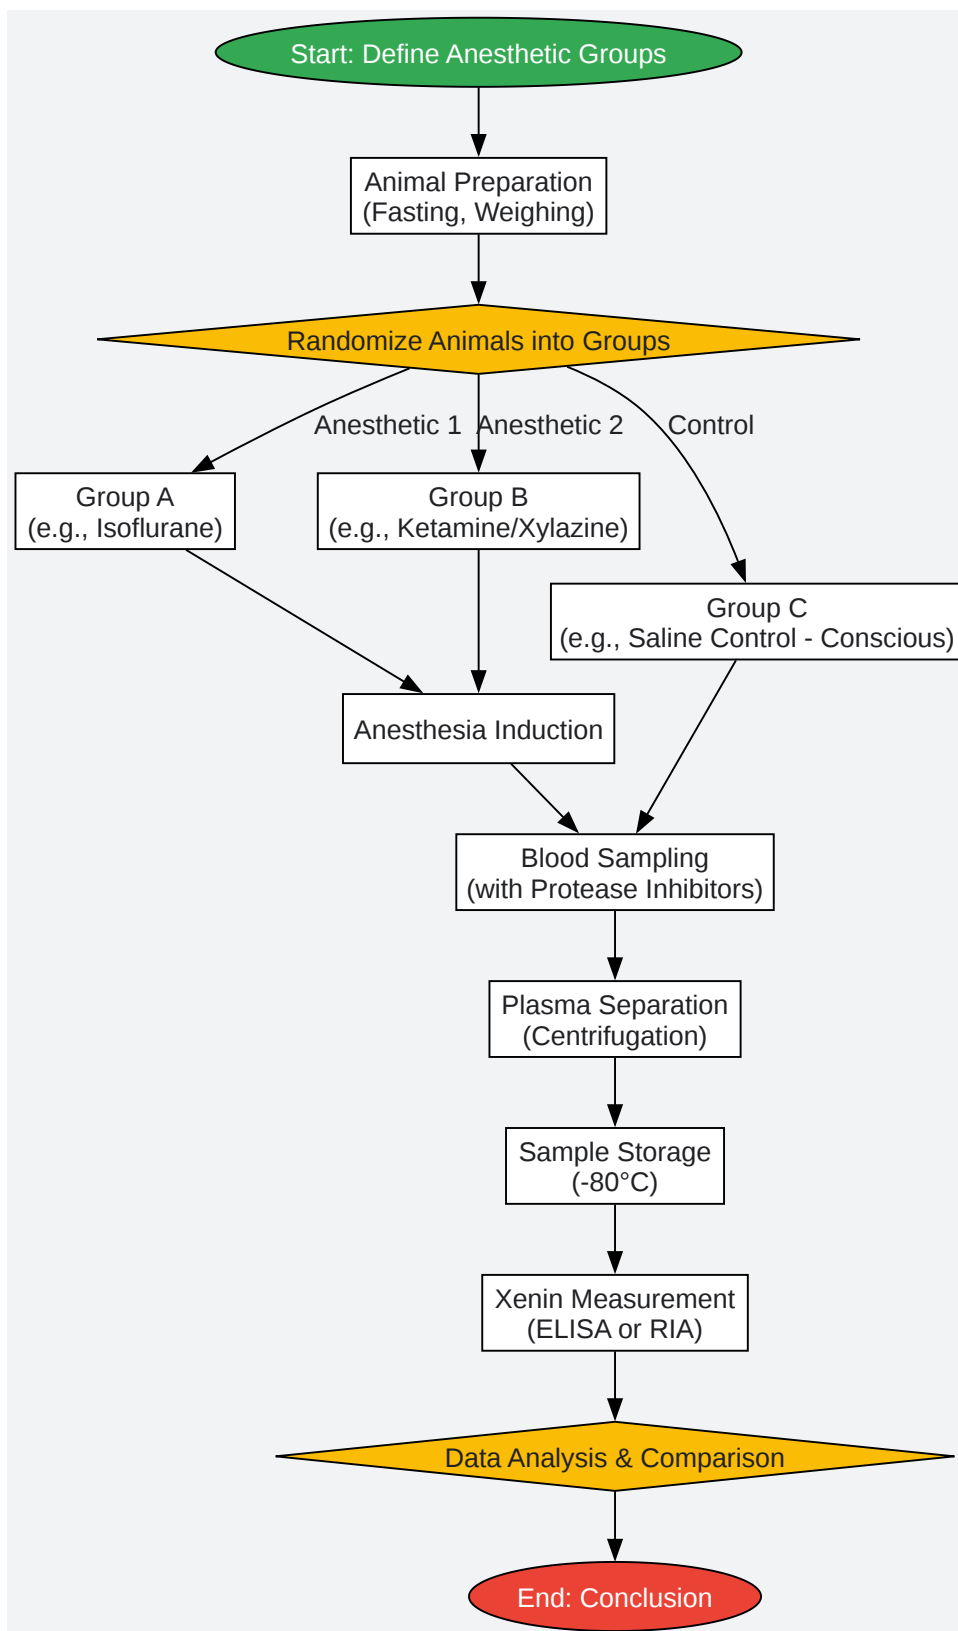 Start: Define Anesthetic Groups
Animal Preparation
(Fasting, Weighing)
Randomize Animals into Groups
Anesthetic 1
Anesthetic 2
Control
Group A
(e.g., Isoflurane)
Group B
(e.g., Ketamine/Xylazine)
Group C
(e.g., Saline Control - Conscious)
Anesthesia Induction
Blood Sampling
(with Protease Inhibitors)
Plasma Separation
(Centrifugation)
Sample Storage
(-80°C)
Xenin Measurement
(ELISA or RIA)
Data Analysis & Comparison
End: Conclusion